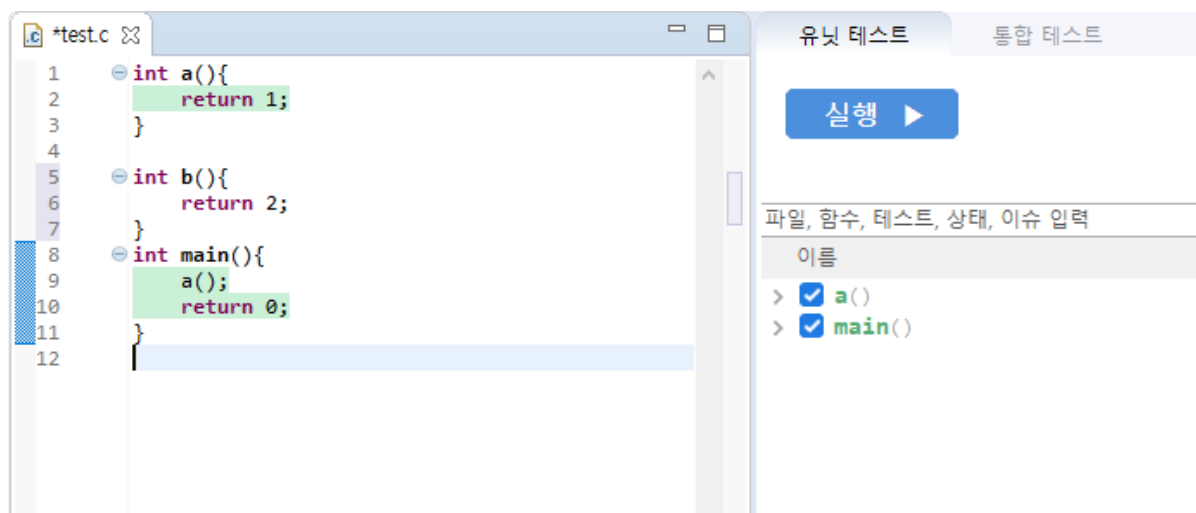 *test.c
1 int a(){
2 return 1;
3 }
4
5 int b(){
6 return 2;
7 }
8 int main(){
9 a();
10 return 0;
11 }
12
유닛 테스트 통합 테스트
실행
파일, 함수, 테스트, 상태, 이슈 입력
이름
a()
main()